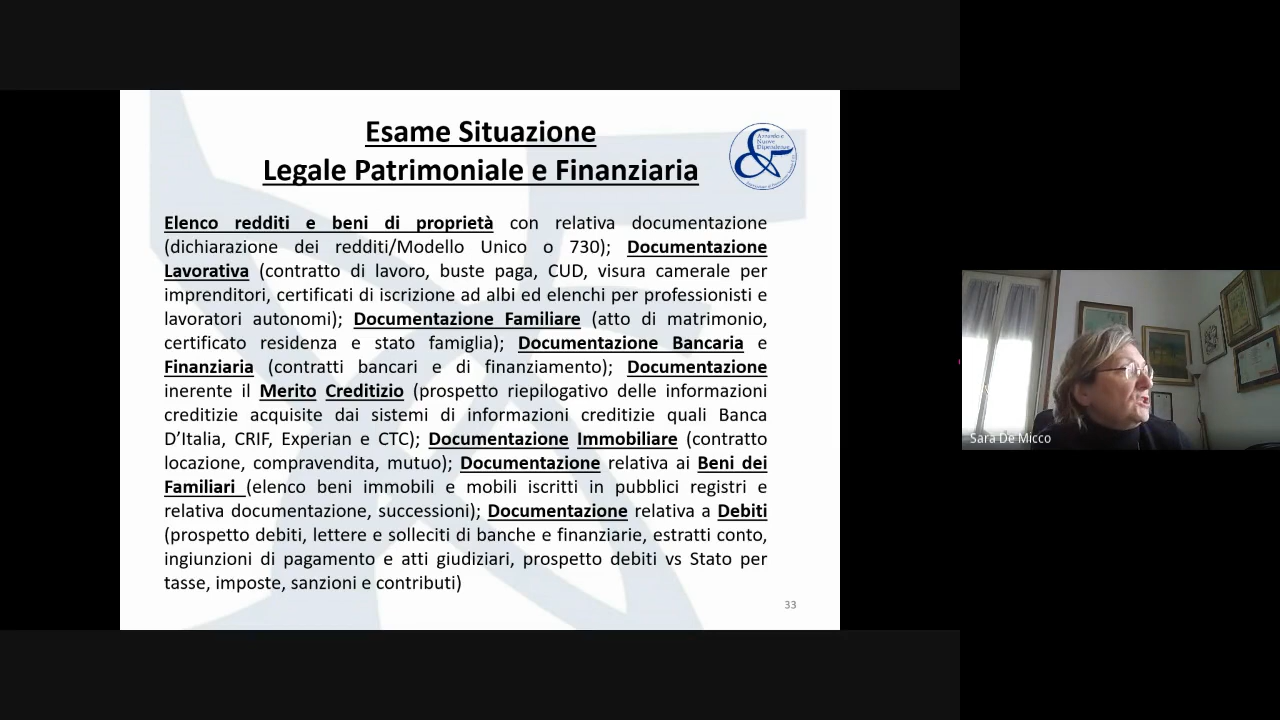 Esame Situazione
Legale Patrimoniale e Finanziaria
Azzardo e
Nuove
Dipendenze
Elenco redditi e beni di proprietà con relativa documentazione
(dichiarazione dei redditi/Modello Unico o 730); Documentazione
Lavorativa (contratto di lavoro, buste paga, CUD, visura camerale per
imprenditori, certificati di iscrizione ad albi ed elenchi per professionisti e
lavoratori autonomi); Documentazione Familiare (atto di matrimonio,
certificato residenza e stato famiglia); Documentazione Bancaria e
Finanziaria (contratti bancari e di finanziamento); Documentazione
inerente il Merito Creditizio (prospetto riepilogativo delle informazioni
creditizie acquisite dai sistemi di informazioni creditizie quali Banca
D’Italia, CRIF, Experian e CTC); Documentazione Immobiliare (contratto
locazione, compravendita, mutuo); Documentazione relativa ai Beni dei
Familiari (elenco beni immobili e mobili iscritti in pubblici registri e
relativa documentazione, successioni); Documentazione relativa a Debiti
(prospetto debiti, lettere e solleciti di banche e finanziarie, estratti conto,
ingiunzioni di pagamento e atti giudiziari, prospetto debiti vs Stato per
tasse, imposte, sanzioni e contributi)
33
Sara De Micco